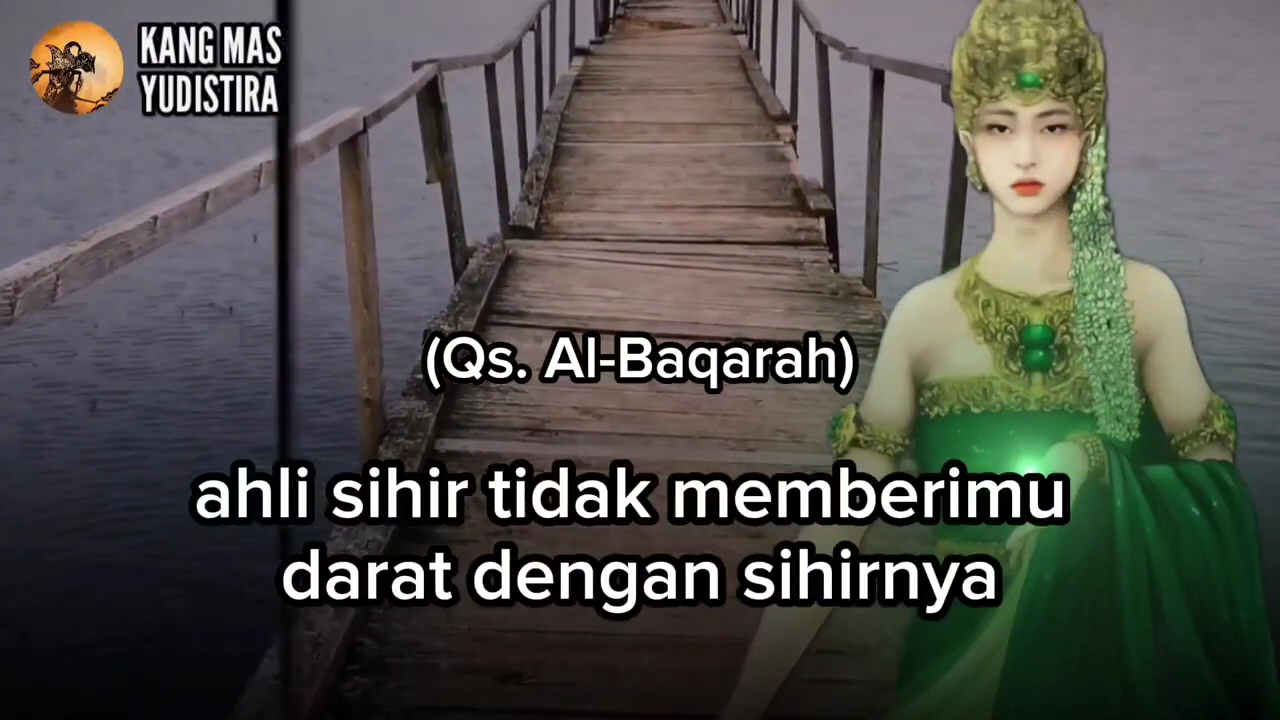 KANG MAS
YUDISTIRA
(Qs. Al-Baqarah)
ahli sihir tidak memberimu
darat dengan sihirnya